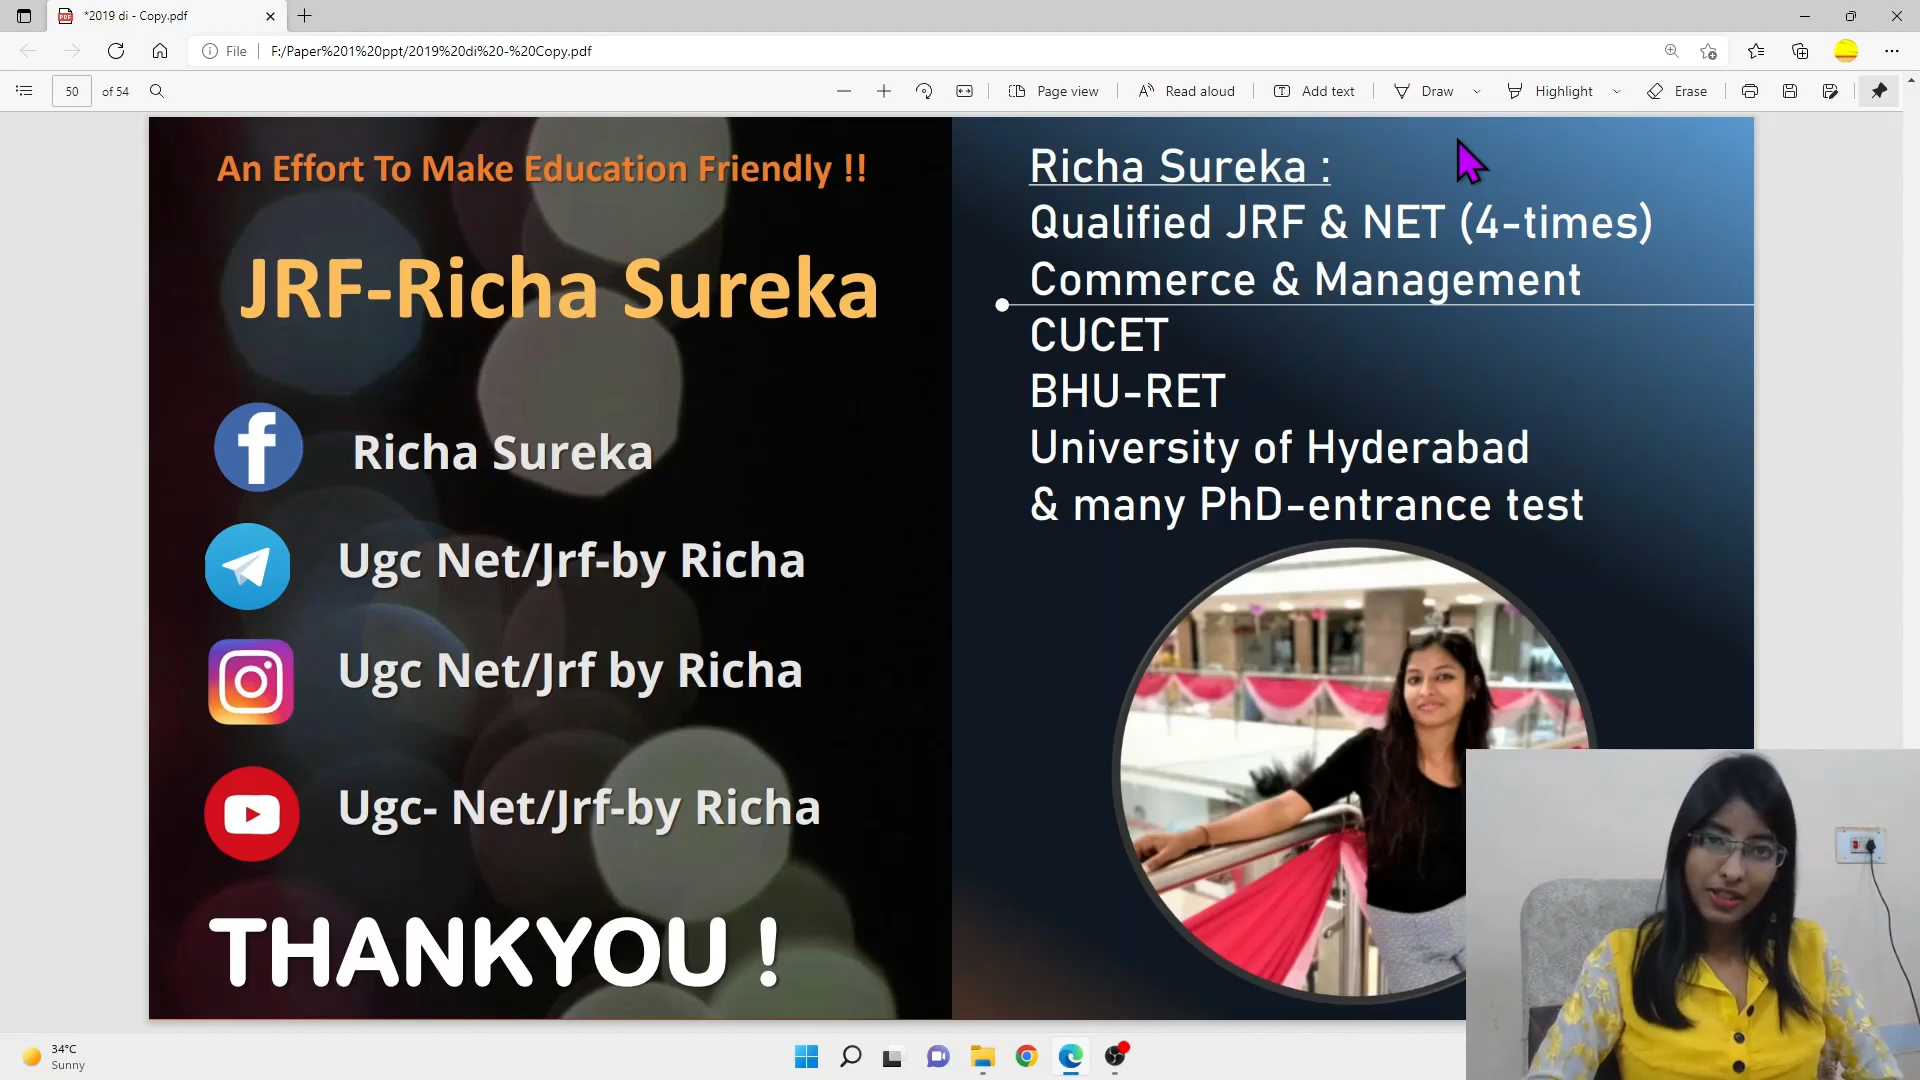 *2019 di - Copy.pdf
File
F:/Paper%201%20ppt/2019%20di%20-%20Copy.pdf
50
of 54
Page view
Read aloud
Add text
Draw
Highlight
Erase
An Effort To Make Education Friendly !!
JRF-Richa Sureka
Richa Sureka
Ugc Net/Jrf-by Richa
Ugc Net/Jrf by Richa
Ugc- Net/Jrf-by Richa
THANKYOU !
Richa Sureka :
Qualified JRF & NET (4-times)
Commerce & Management
CUCET
BHU-RET
University of Hyderabad
& many PhD-entrance test
34°C
Sunny